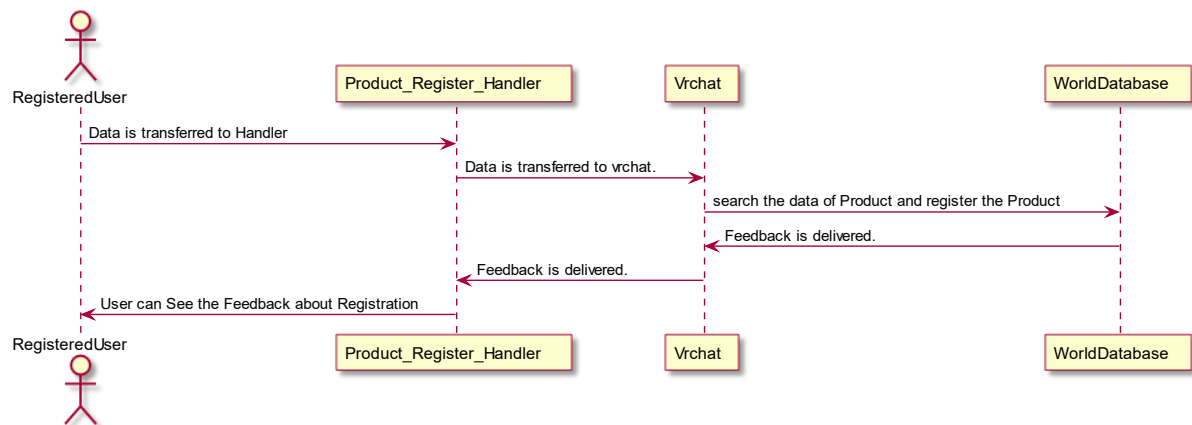 RegisteredUser
Product_Register_Handler
Vrchat
WorldDatabase
Data is transferred to Handler
Data is transferred to vrchat.
search the data of Product and register the Product
Feedback is delivered.
Feedback is delivered.
User can See the Feedback about Registration
RegisteredUser
Product_Register_Handler
Vrchat
WorldDatabase